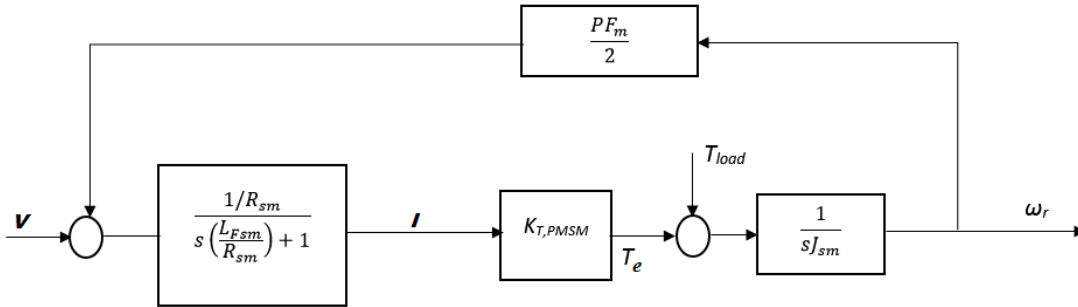 PF_m
2
T_load
1/R_sm
s(L_Fsm/R_sm) + 1
V
I
K_T,PMSM
T_e
1
sJ_sm
ω_r